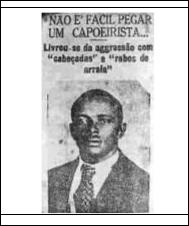 "NÃO E' FACIL PEGAR
UM CAPOEIRISTA...
Livrou-se da aggressão com
"cabeçadas" e "rabos de
arraia"